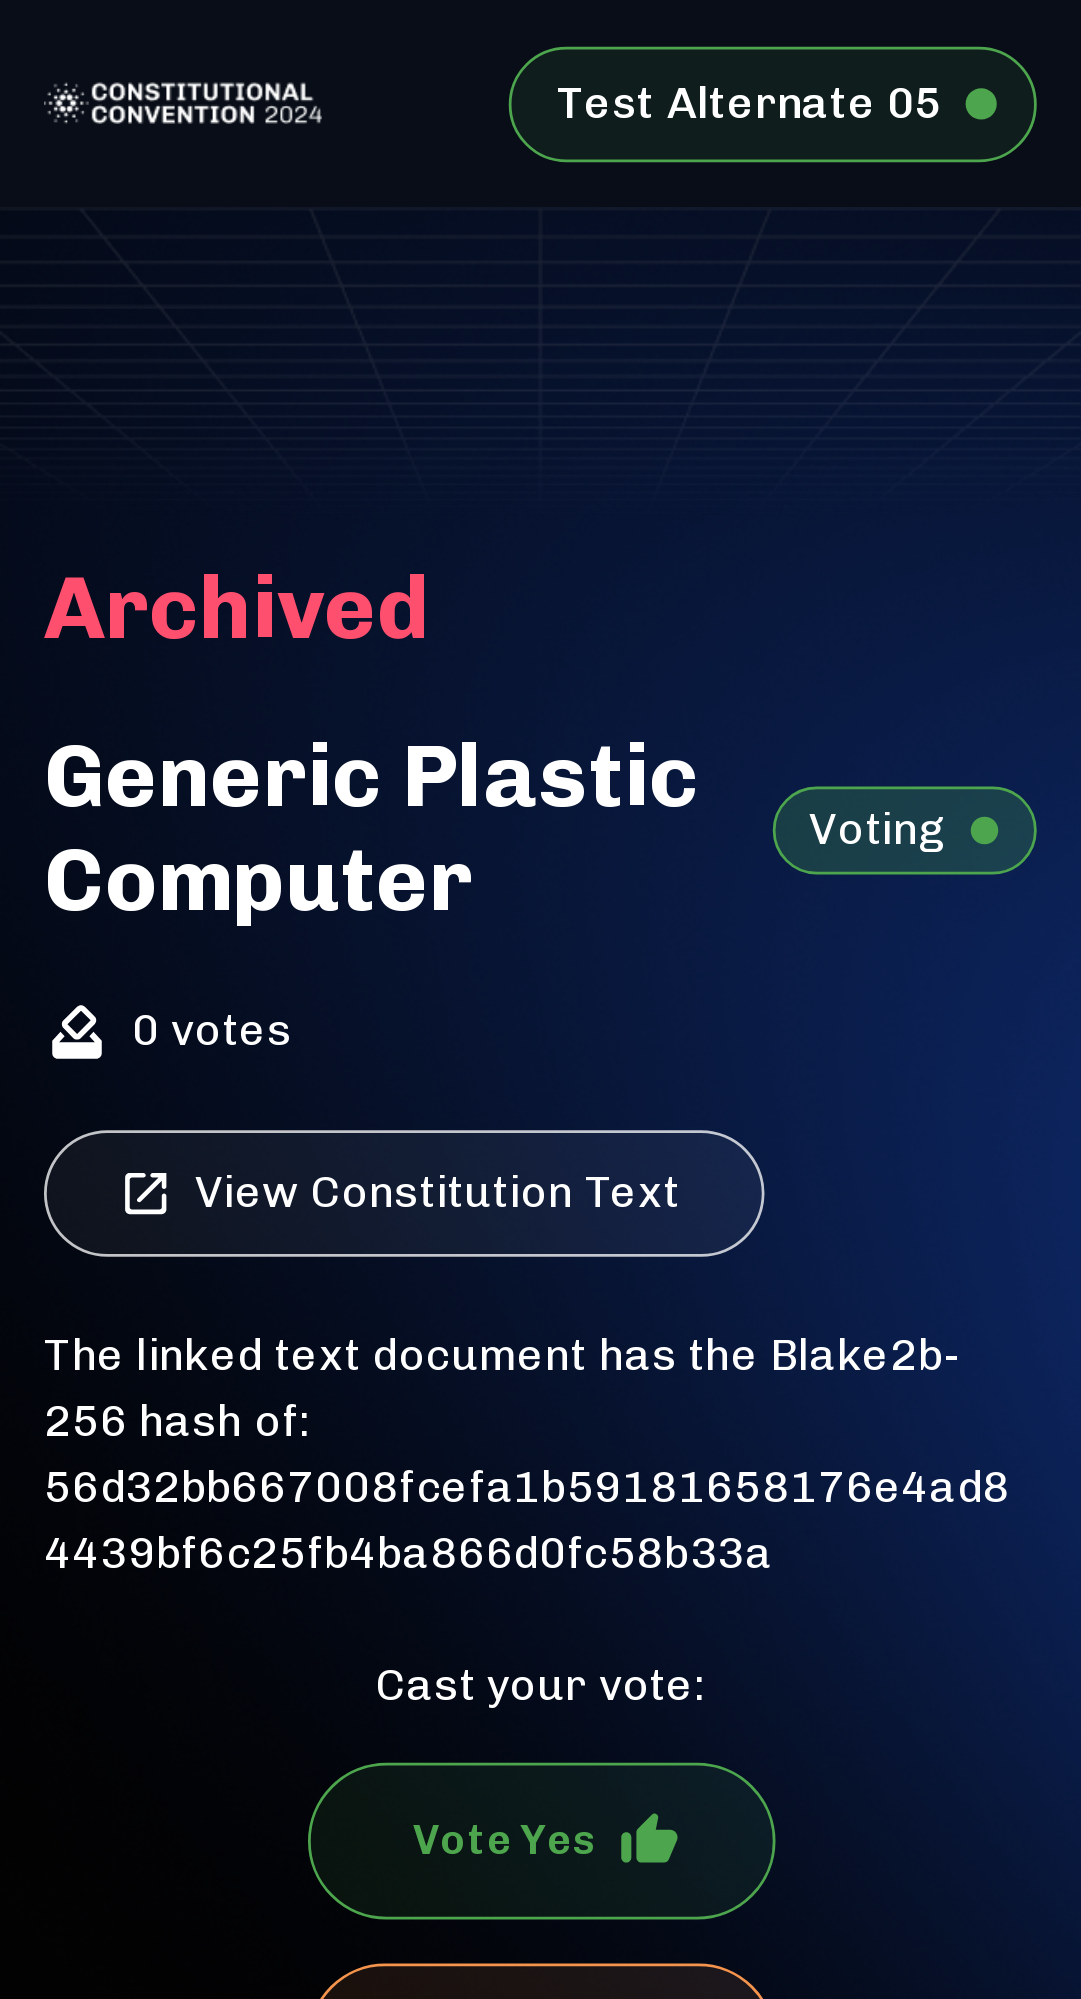 CONSTITUTIONAL
CONVENTION 2024
Test Alternate 05
Archived
Generic Plastic
Computer
Voting
0 votes
View Constitution Text
The linked text document has the Blake2b-
256 hash of:
56d32bb667008fcefa1b59181658176e4ad8
4439bf6c25fb4ba866d0fc58b33a
Cast your vote:
Vote Yes